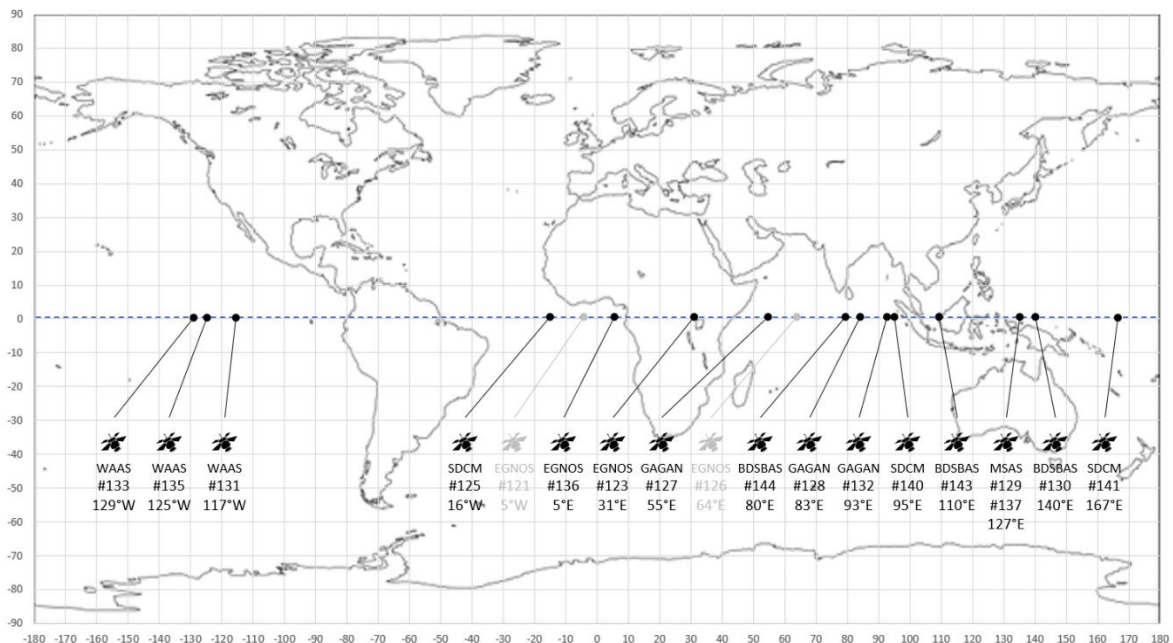 90
80
70
60
50
40
30
20
10
0
-10
-20
-30
-40
-50
-60
-70
-80
-90
WAAS
#133
129°W
WAAS
#135
125°W
WAAS
#131
117°W
SDCM
#125
16°W
EGNOS
#121
5°W
EGNOS
#136
5°E
EGNOS
#123
31°E
GAGAN
#127
55°E
EGNOS
#126
64°E
BDSBAS
#144
80°E
GAGAN
#128
83°E
GAGAN
#132
93°E
SDCM
#140
95°E
BDSBAS
#143
110°E
MSAS
#129
#137
127°E
BDSBAS
#130
140°E
SDCM
#141
167°E
-180 -170 -160 -150 -140 -130 -120 -110 -100 -90 -80 -70 -60 -50 -40 -30 -20 -10 0 10 20 30 40 50 60 70 80 90 100 110 120 130 140 150 160 170 180